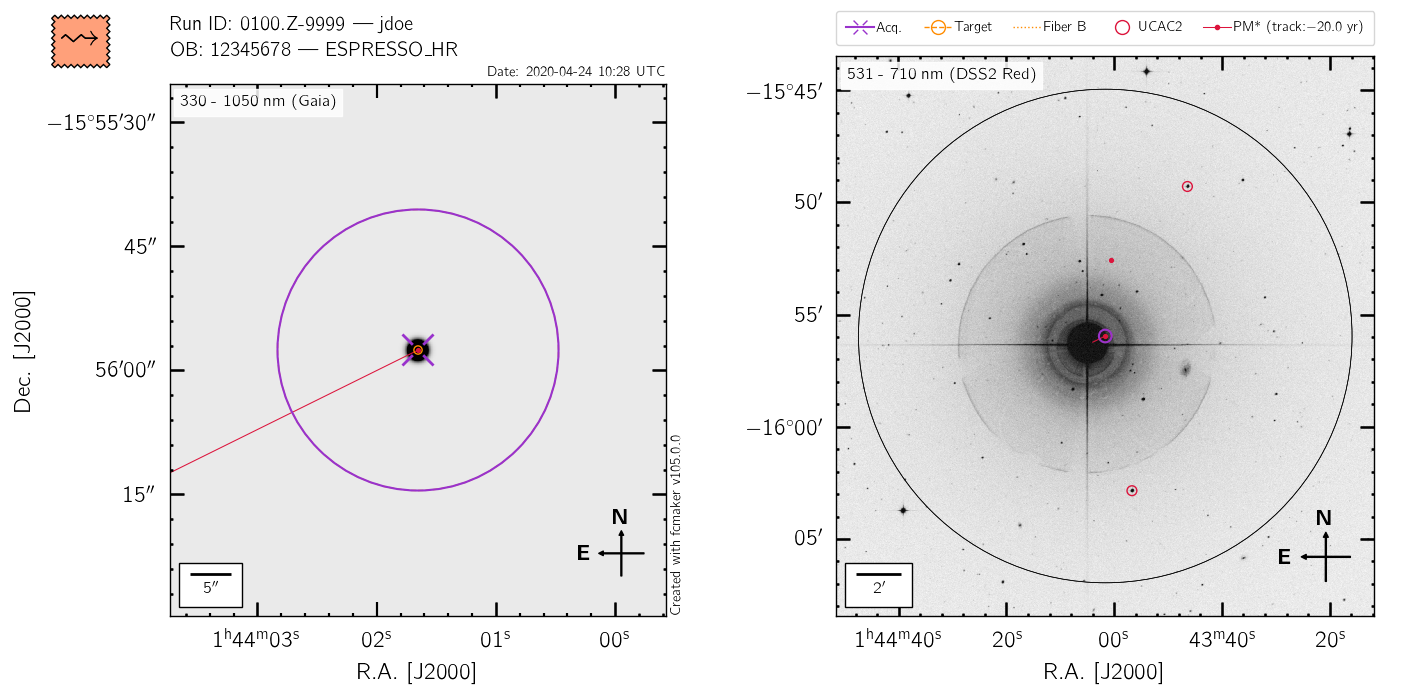 Run ID: 0100.Z-9999 — jdoe
OB: 12345678 — ESPRESSO_HR
Date: 2020-04-24 10:28 UTC
330 - 1050 nm (Gaia)
−15°55′30″
45″
56′00″
15″
Dec. [J2000]
N
E
5″
1ʰ44ᵐ03ˢ
02ˢ
01ˢ
00ˢ
R.A. [J2000]
Created with fcmaker v105.0.0
Acq.
Target
Fiber B
UCAC2
PM* (track:−20.0 yr)
531 - 710 nm (DSS2 Red)
−15°45′
50′
55′
−16°00′
05′
N
E
2′
1ʰ44ᵐ40ˢ
20ˢ
00ˢ
43ᵐ40ˢ
20ˢ
R.A. [J2000]